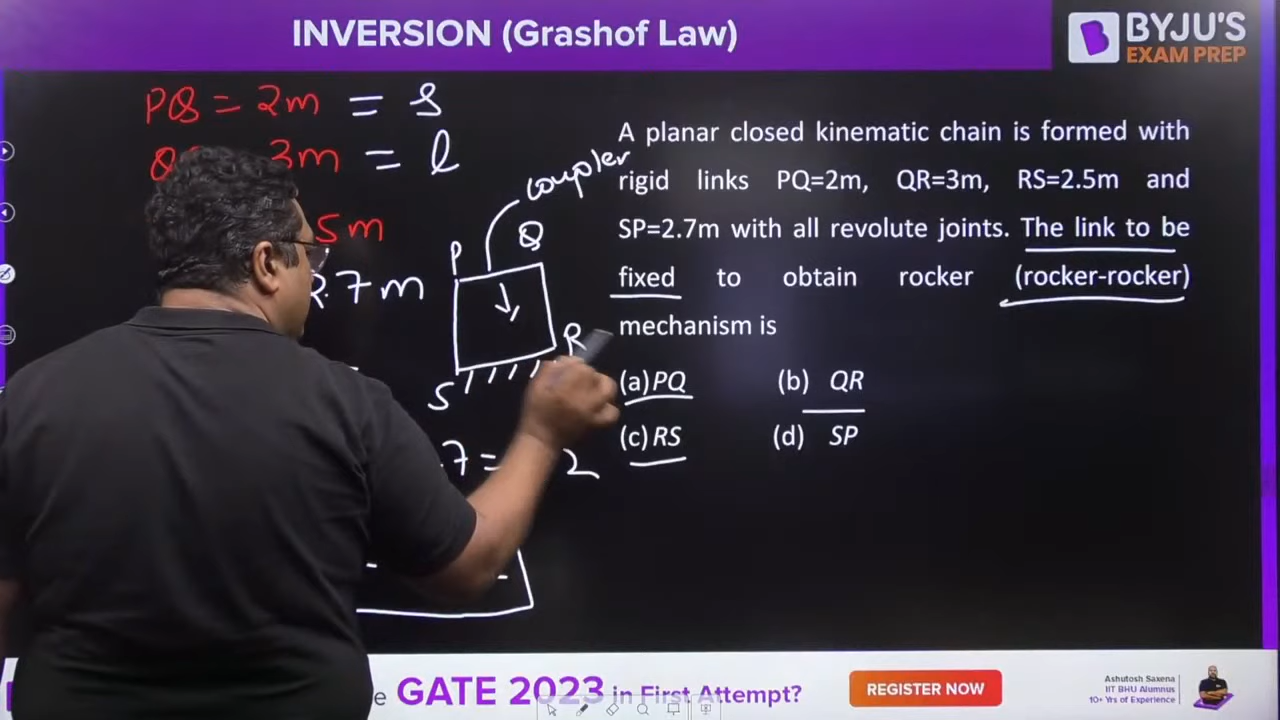 INVERSION (Grashof Law)
BYJU'S
EXAM PREP
PQ = 2m = s
3m = l
5m
2.7m
coupler
P
Q
R
S
A planar closed kinematic chain is formed with
rigid links PQ=2m, QR=3m, RS=2.5m and
SP=2.7m with all revolute joints. The link to be
fixed to obtain rocker (rocker-rocker)
mechanism is
(a) PQ (b) QR
(c) RS (d) SP
.7 = 2
GATE 2023 in First Attempt?
REGISTER NOW
Ashutosh Saxena
IIT BHU Alumnus
10+ Yrs of Experience